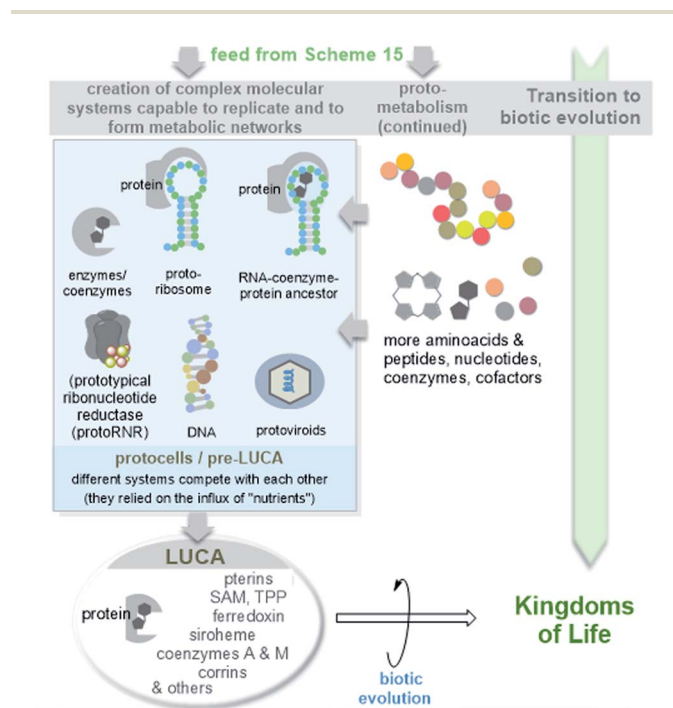 feed from Scheme 15
creation of complex molecular
systems capable to replicate and to
form metabolic networks
proto-
metabolism
(continued)
Transition to
biotic evolution
protein
protein
enzymes/
coenzymes
proto-
ribosome
RNA-coenzyme-
protein ancestor
more aminoacids &
peptides, nucleotides,
coenzymes, cofactors
(prototypical
ribonucleotide
reductase
(protoRNR)
DNA
protoviroids
protocells / pre-LUCA
different systems compete with each other
(they relied on the influx of "nutrients")
LUCA
protein
pterins
SAM, TPP
ferredoxin
siroheme
coenzymes A & M
corrins
& others
biotic
evolution
Kingdoms
of Life